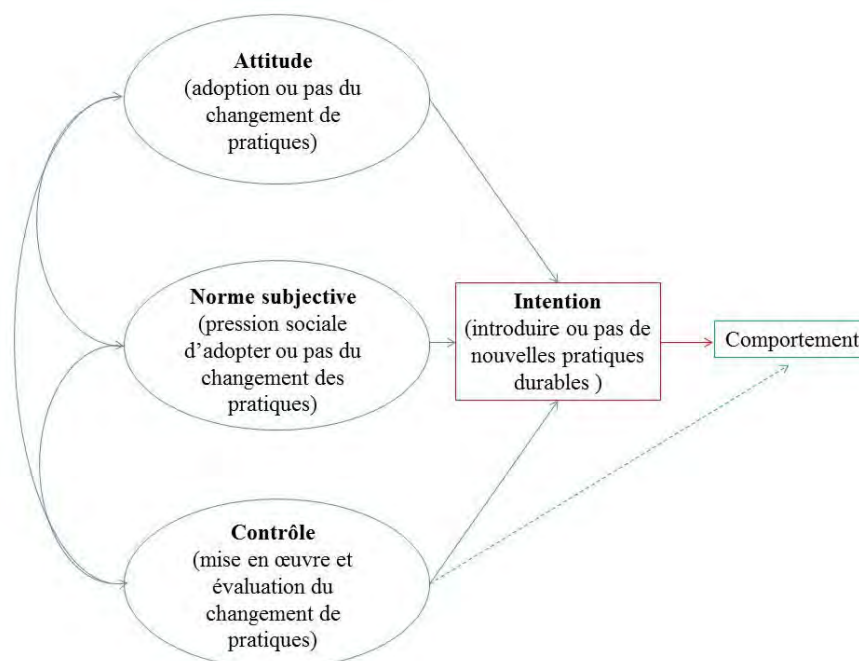 Attitude
(adoption ou pas du
changement de
pratiques)
Norme subjective
(pression sociale
d’adopter ou pas du
changement des
pratiques)
Intention
(introduire ou pas de
nouvelles pratiques
durables )
Comportement
Contrôle
(mise en œuvre et
évaluation du
changement de
pratiques)